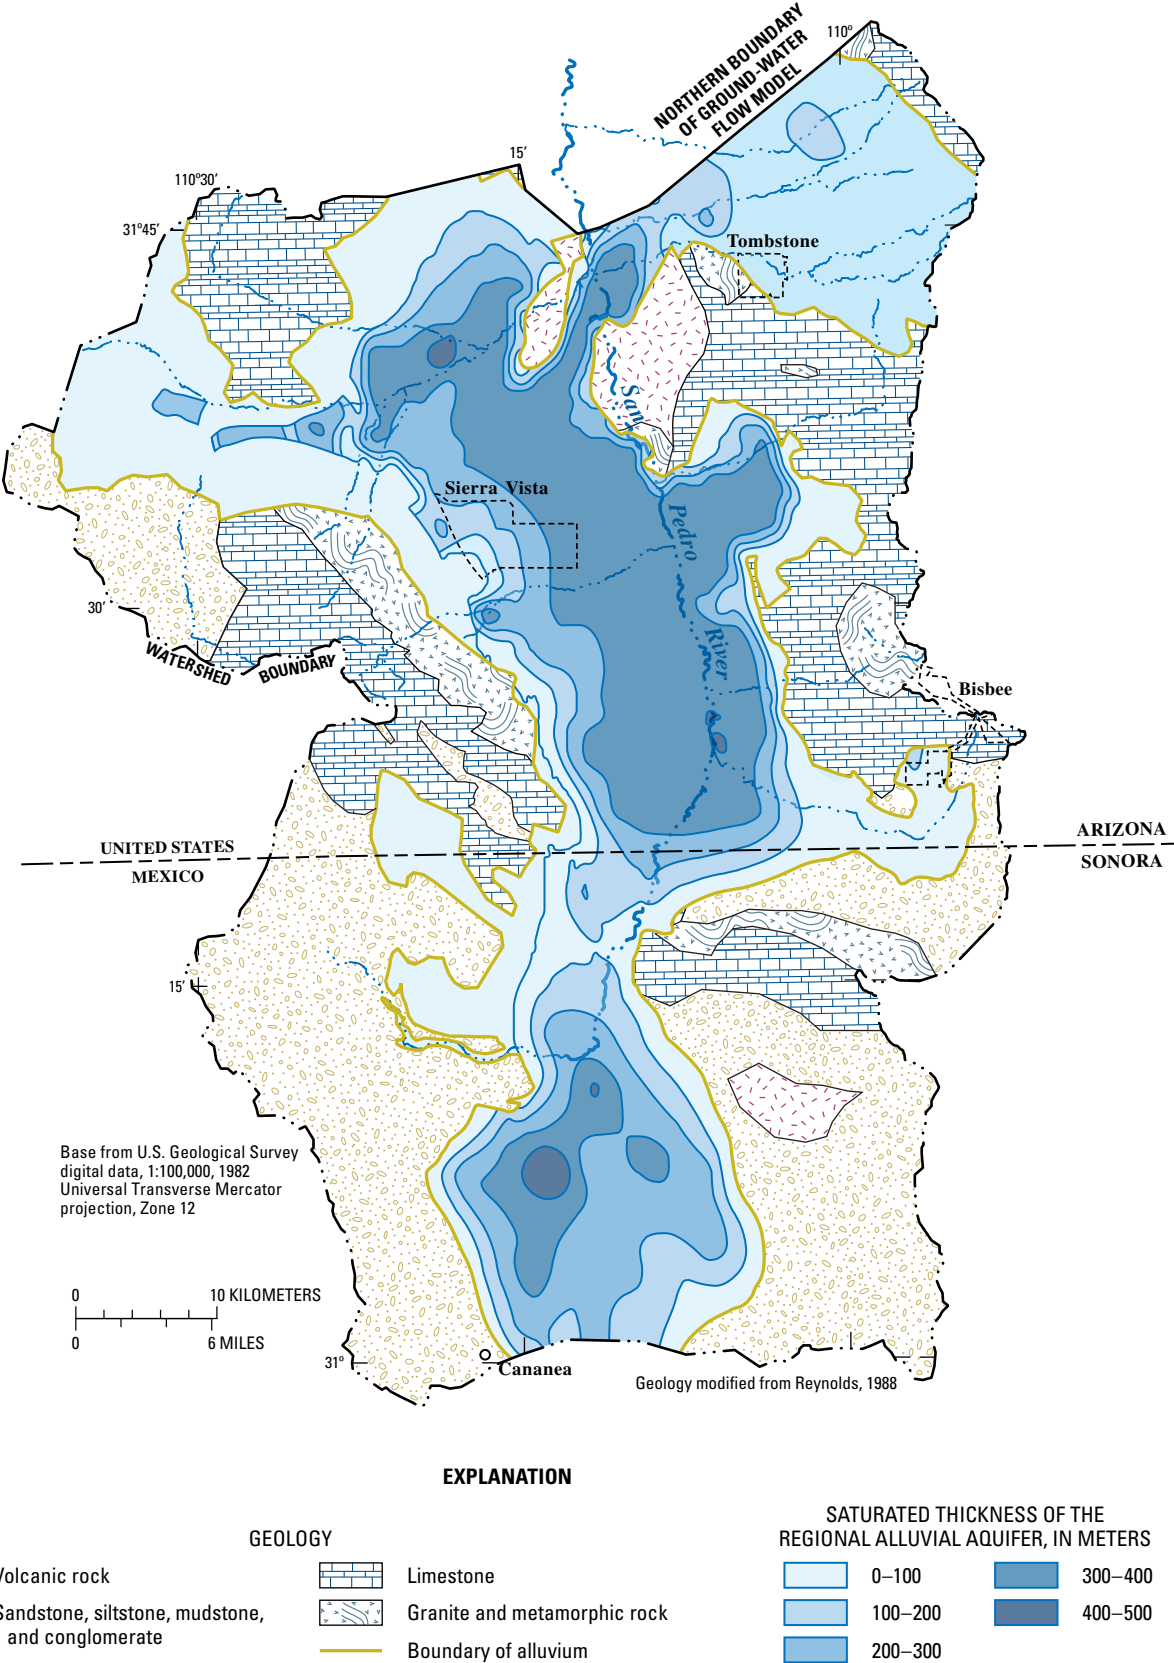 NORTHERN BOUNDARY
OF GROUND-WATER
FLOW MODEL
110°
15′
110°30′
31°45′
Tombstone
San
Sierra Vista
Pedro
30′
River
WATERSHED BOUNDARY
Bisbee
UNITED STATES
MEXICO
ARIZONA
SONORA
15′
Base from U.S. Geological Survey
digital data, 1:100,000, 1982
Universal Transverse Mercator
projection, Zone 12
0 10 KILOMETERS
0 6 MILES
31°
Cananea
Geology modified from Reynolds, 1988
EXPLANATION
GEOLOGY
Volcanic rock
Sandstone, siltstone, mudstone,
and conglomerate
Limestone
Granite and metamorphic rock
Boundary of alluvium
SATURATED THICKNESS OF THE
REGIONAL ALLUVIAL AQUIFER, IN METERS
0–100
100–200
200–300
300–400
400–500